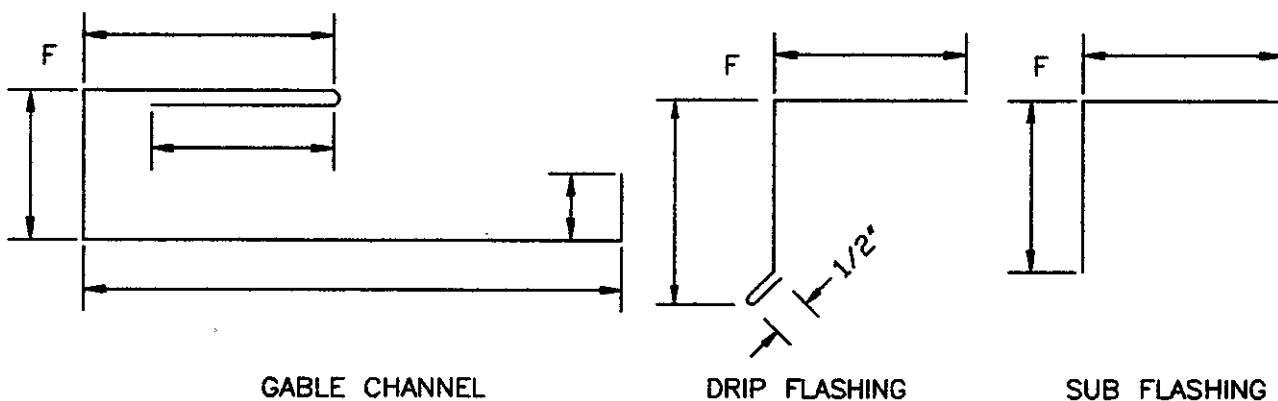 F
F
F
1/2"
GABLE CHANNEL
DRIP FLASHING
SUB FLASHING